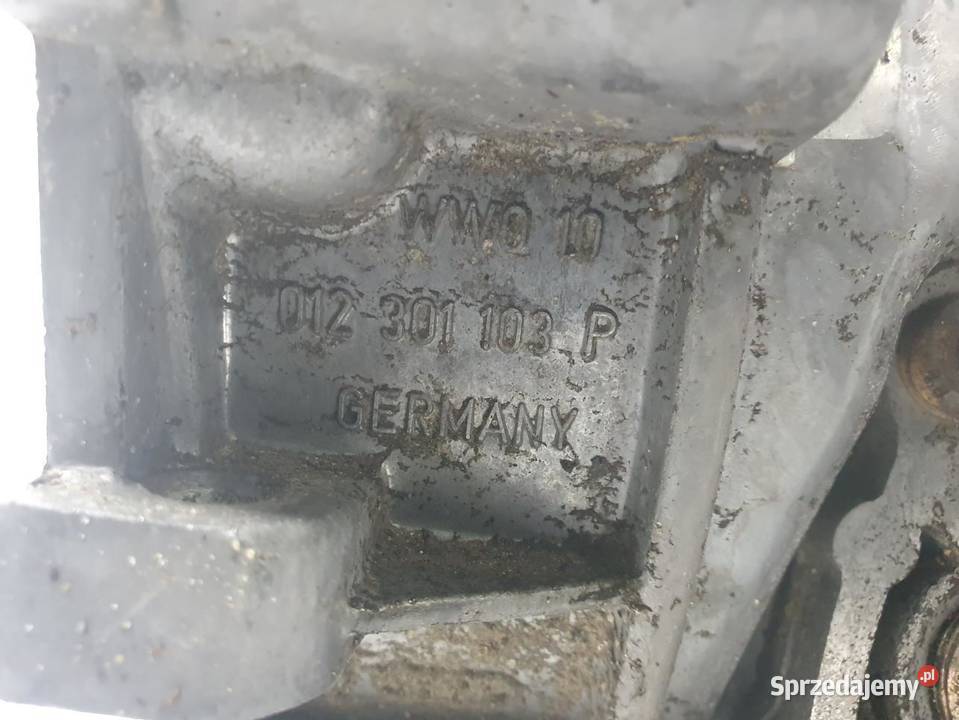 WWQ 10
012 301 103 P
GERMANY
Sprzedajemy.pl